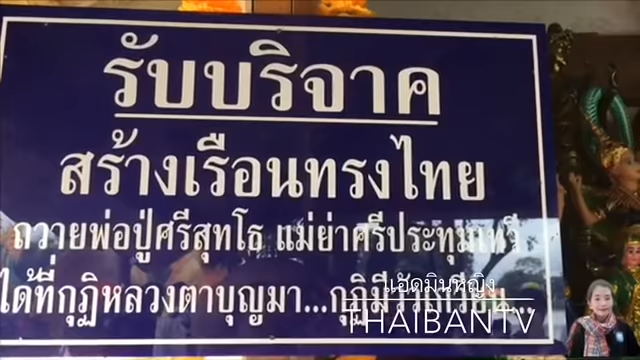 รับบริจาค
สร้างเรือนทรงไทย
ถวายพ่อปู่ศรีสุทโธ แม่ย่าศรีประทุมเทวี
ได้ที่กุฏิหลวงตาบุญมา...กุฏิ
แอ๊ดมินหญิง
THAIBANTV